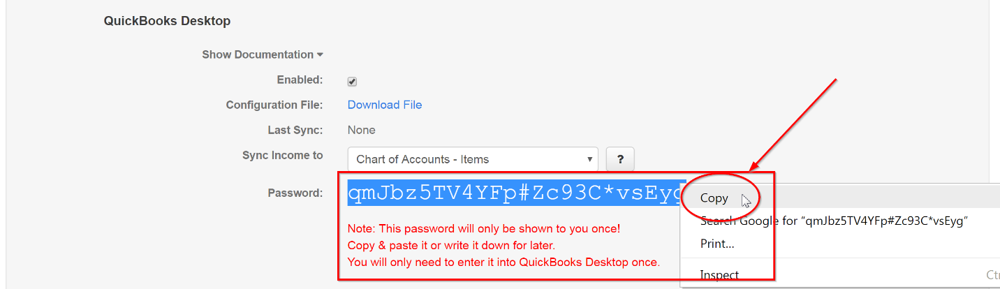 QuickBooks Desktop
Show Documentation
Enabled:
Configuration File: Download File
Last Sync: None
Sync Income to Chart of Accounts - Items ?
Password: qmJbz5TV4YFp#Zc93C*vsEyg
Copy
Note: This password will only be shown to you once!
Search Google for “qmJbz5TV4YFp#Zc93C*vsEyg”
Copy & paste it or write it down for later.
Print...
You will only need to enter it into QuickBooks Desktop once.
Inspect